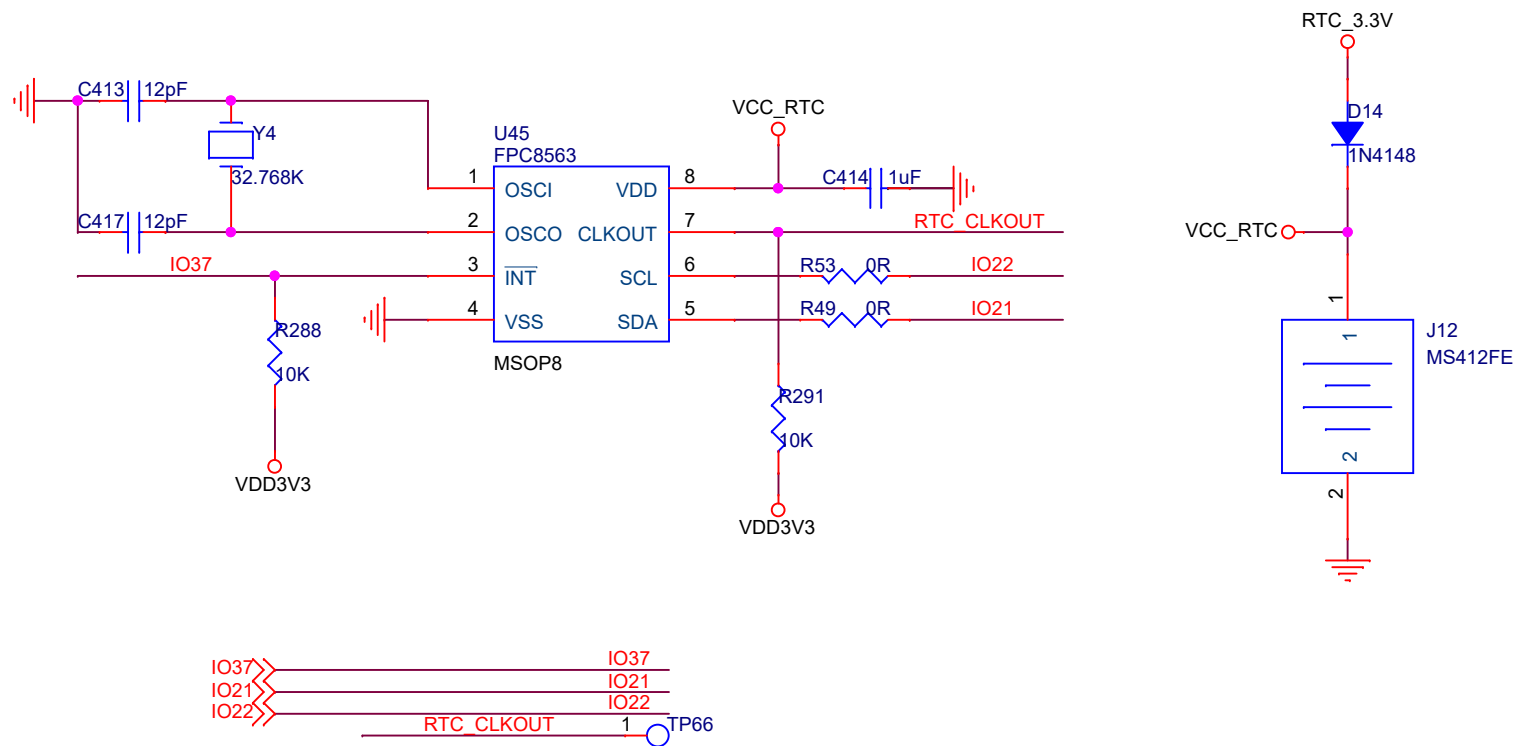 RTC_3.3V
C413 12pF
D14
VCC_RTC
Y4
U45
1N4148
FPC8563
32.768K
1 OSCI VDD 8
C414 1uF
C417 12pF
2 OSCO CLKOUT 7
RTC_CLKOUT
VCC_RTC
IO37
3 INT SCL 6
R53 0R
IO22
4 VSS SDA 5
R49 0R
IO21
1
1
R288
J12
10K
MSOP8
MS412FE
R291
10K
2
VDD3V3
2
VDD3V3
IO37 IO37
IO21 IO21
IO22 IO22
RTC_CLKOUT 1 TP66